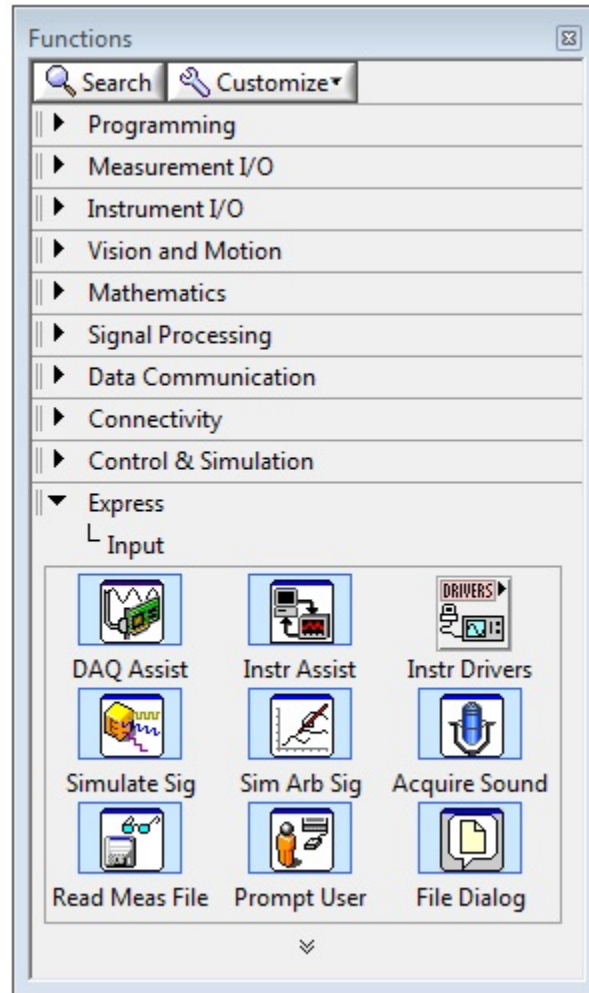 Functions
Search Customize
Programming
Measurement I/O
Instrument I/O
Vision and Motion
Mathematics
Signal Processing
Data Communication
Connectivity
Control & Simulation
Express
Input
DRIVERS
DAQ Assist Instr Assist Instr Drivers
Simulate Sig Sim Arb Sig Acquire Sound
Read Meas File Prompt User File Dialog